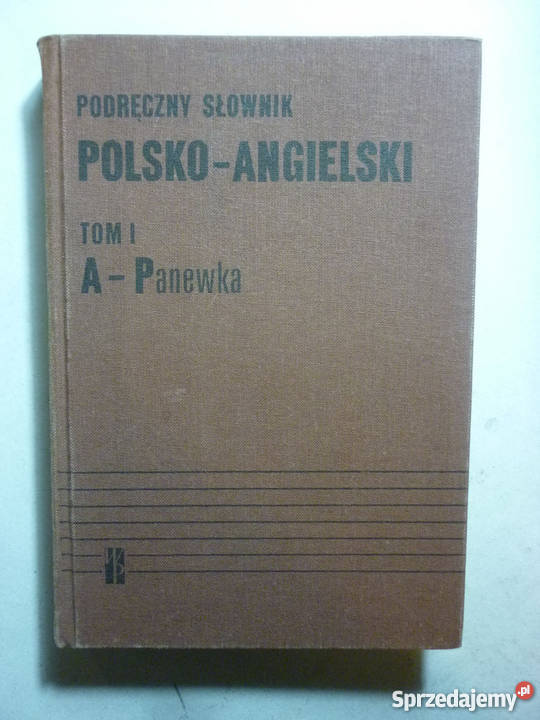 PODRĘCZNY SŁOWNIK
POLSKO-ANGIELSKI
TOM I
A-Panewka
Sprzedajemy.pl